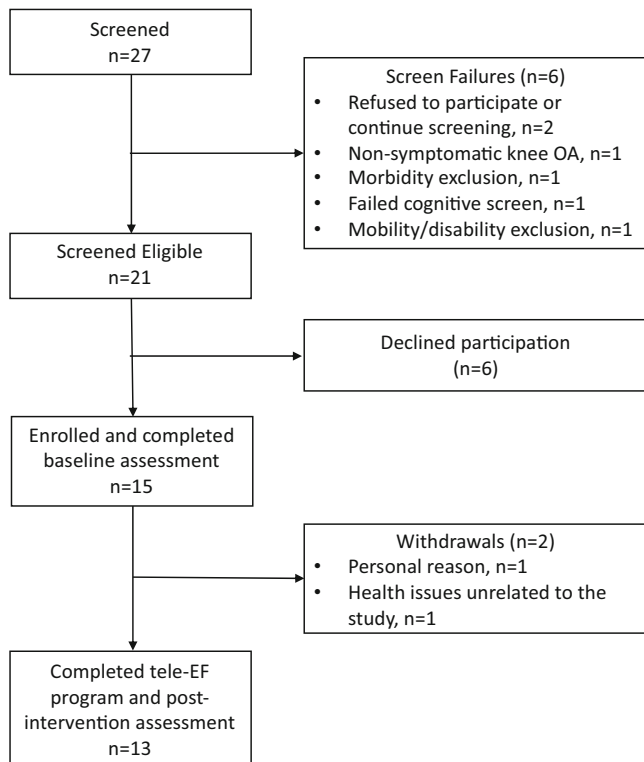 Screened
n=27
Screen Failures (n=6)
• Refused to participate or
continue screening, n=2
• Non-symptomatic knee OA, n=1
• Morbidity exclusion, n=1
• Failed cognitive screen, n=1
• Mobility/disability exclusion, n=1
Screened Eligible
n=21
Declined participation
(n=6)
Enrolled and completed
baseline assessment
n=15
Withdrawals (n=2)
• Personal reason, n=1
• Health issues unrelated to the
study, n=1
Completed tele-EF
program and post-
intervention assessment
n=13